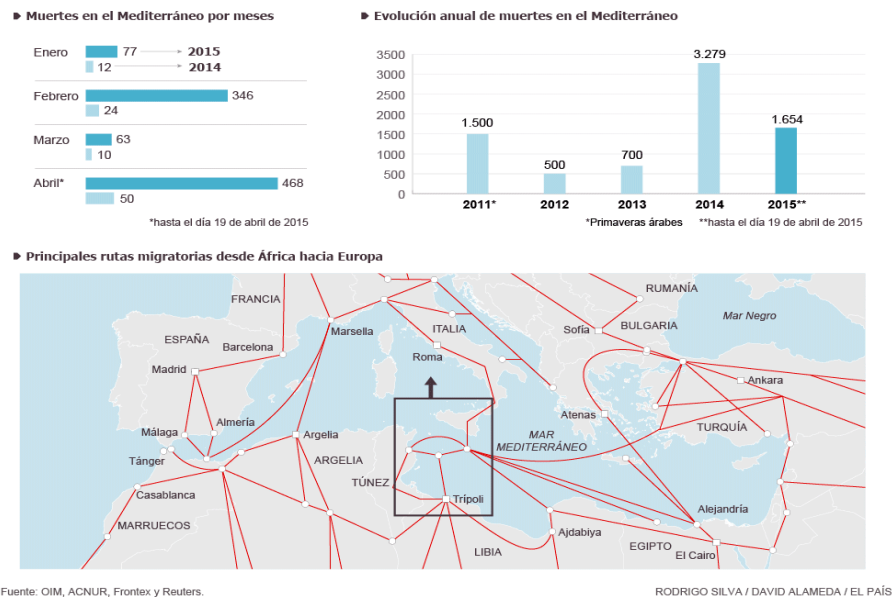 Muertes en el Mediterráneo por meses
Enero
77
2015
12
2014
Febrero
346
24
Marzo
63
10
Abril*
468
50
*hasta el día 19 de abril de 2015
Evolución anual de muertes en el Mediterráneo
3500
3000
2500
2000
1500
1000
500
0
1.500
500
700
3.279
1.654
2011*
2012
2013
2014
2015**
*Primaveras árabes
**hasta el día 19 de abril de 2015
Principales rutas migratorias desde África hacia Europa
FRANCIA
RUMANÍA
Mar Negro
ESPAÑA
Marsella
ITALIA
Sofía
BULGARIA
Barcelona
Roma
Madrid
Ankara
Atenas
Málaga
Almería
Argelia
MAR
MEDITERRÁNEO
TURQUÍA
Tánger
ARGELIA
TÚNEZ
Casablanca
Trípoli
Alejandría
MARRUECOS
Ajdabiya
LIBIA
EGIPTO
El Cairo
Fuente: OIM, ACNUR, Frontex y Reuters.
RODRIGO SILVA / DAVID ALAMEDA / EL PAÍS